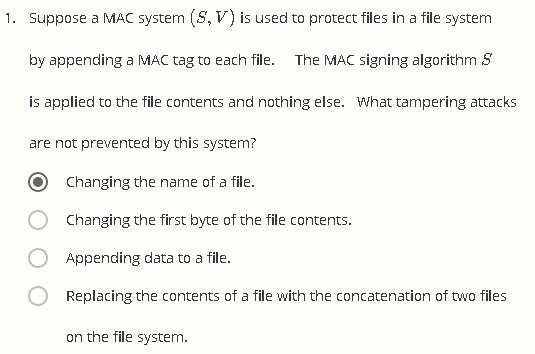 1. Suppose a MAC system (S, V) is used to protect files in a file system
by appending a MAC tag to each file. The MAC signing algorithm S
is applied to the file contents and nothing else. What tampering attacks
are not prevented by this system?
Changing the name of a file.
Changing the first byte of the file contents.
Appending data to a file.
Replacing the contents of a file with the concatenation of two files
on the file system.